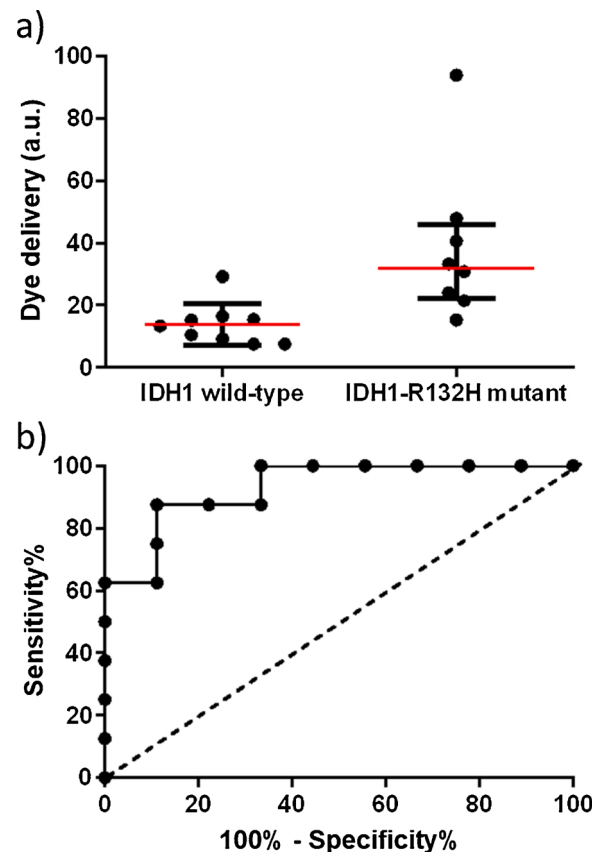 a)
Dye delivery (a.u.)
100
80
60
40
20
0
IDH1 wild-type
IDH1-R132H mutant
b)
Sensitivity%
100
80
60
40
20
0
0
20
40
60
80
100
100% - Specificity%